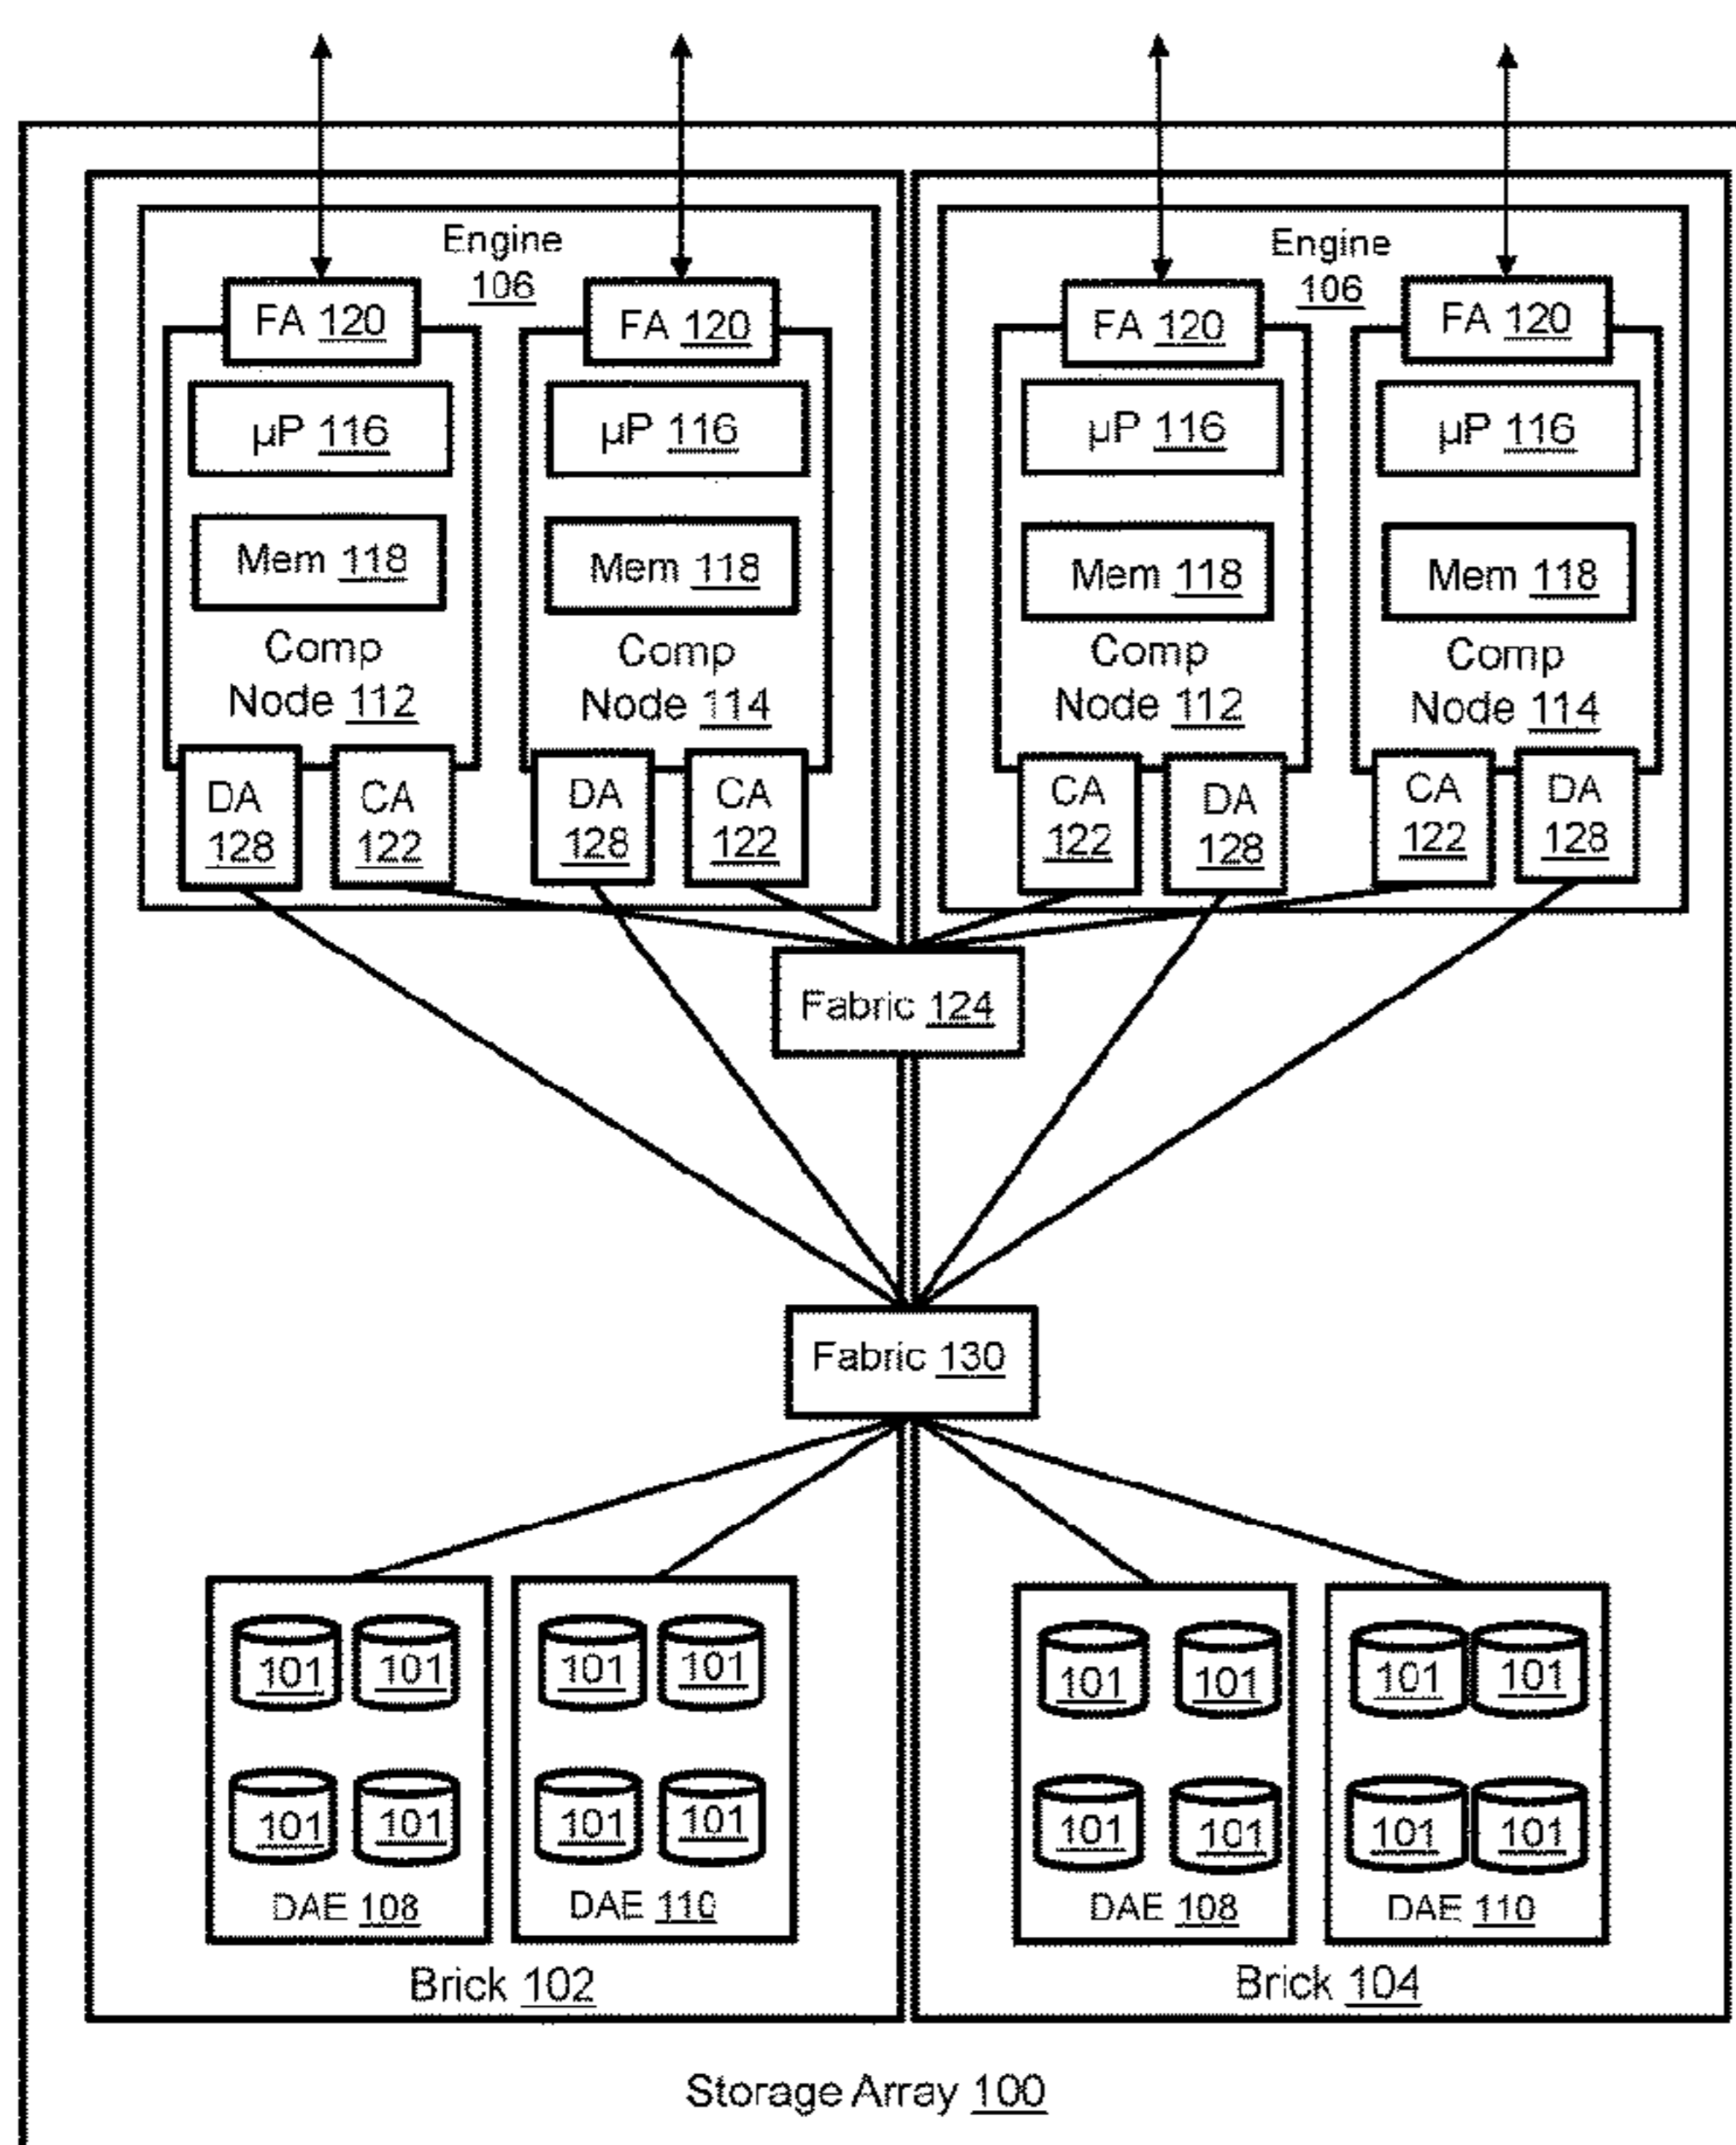 Engine
106
FA 120
FA 120
µP 116
µP 116
Mem 118
Mem 118
Comp
Node 112
Comp
Node 114
DA
128
CA
122
DA
128
CA
122
Engine
106
FA 120
FA 120
µP 116
µP 116
Mem 118
Mem 118
Comp
Node 112
Comp
Node 114
CA
122
DA
128
CA
122
DA
128
Fabric 124
Fabric 130
101 101
101 101
DAE 108
101 101
101 101
DAE 110
Brick 102
101 101
101 101
DAE 108
101 101
101 101
DAE 110
Brick 104
Storage Array 100